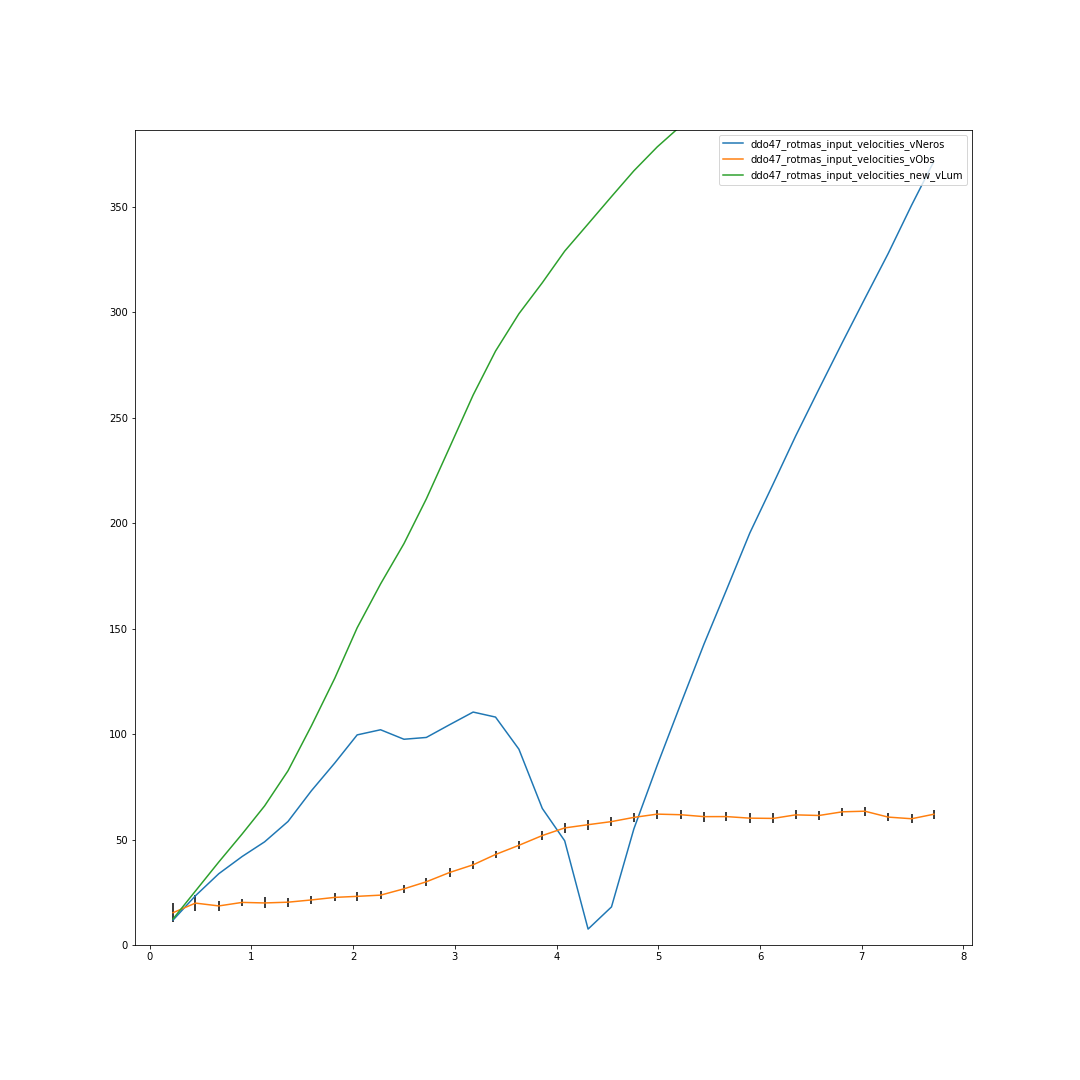 ddo47_rotmas_input_velocities_vNeros
ddo47_rotmas_input_velocities_vObs
ddo47_rotmas_input_velocities_new_vLum
350
300
250
200
150
100
50
0
0 1 2 3 4 5 6 7 8